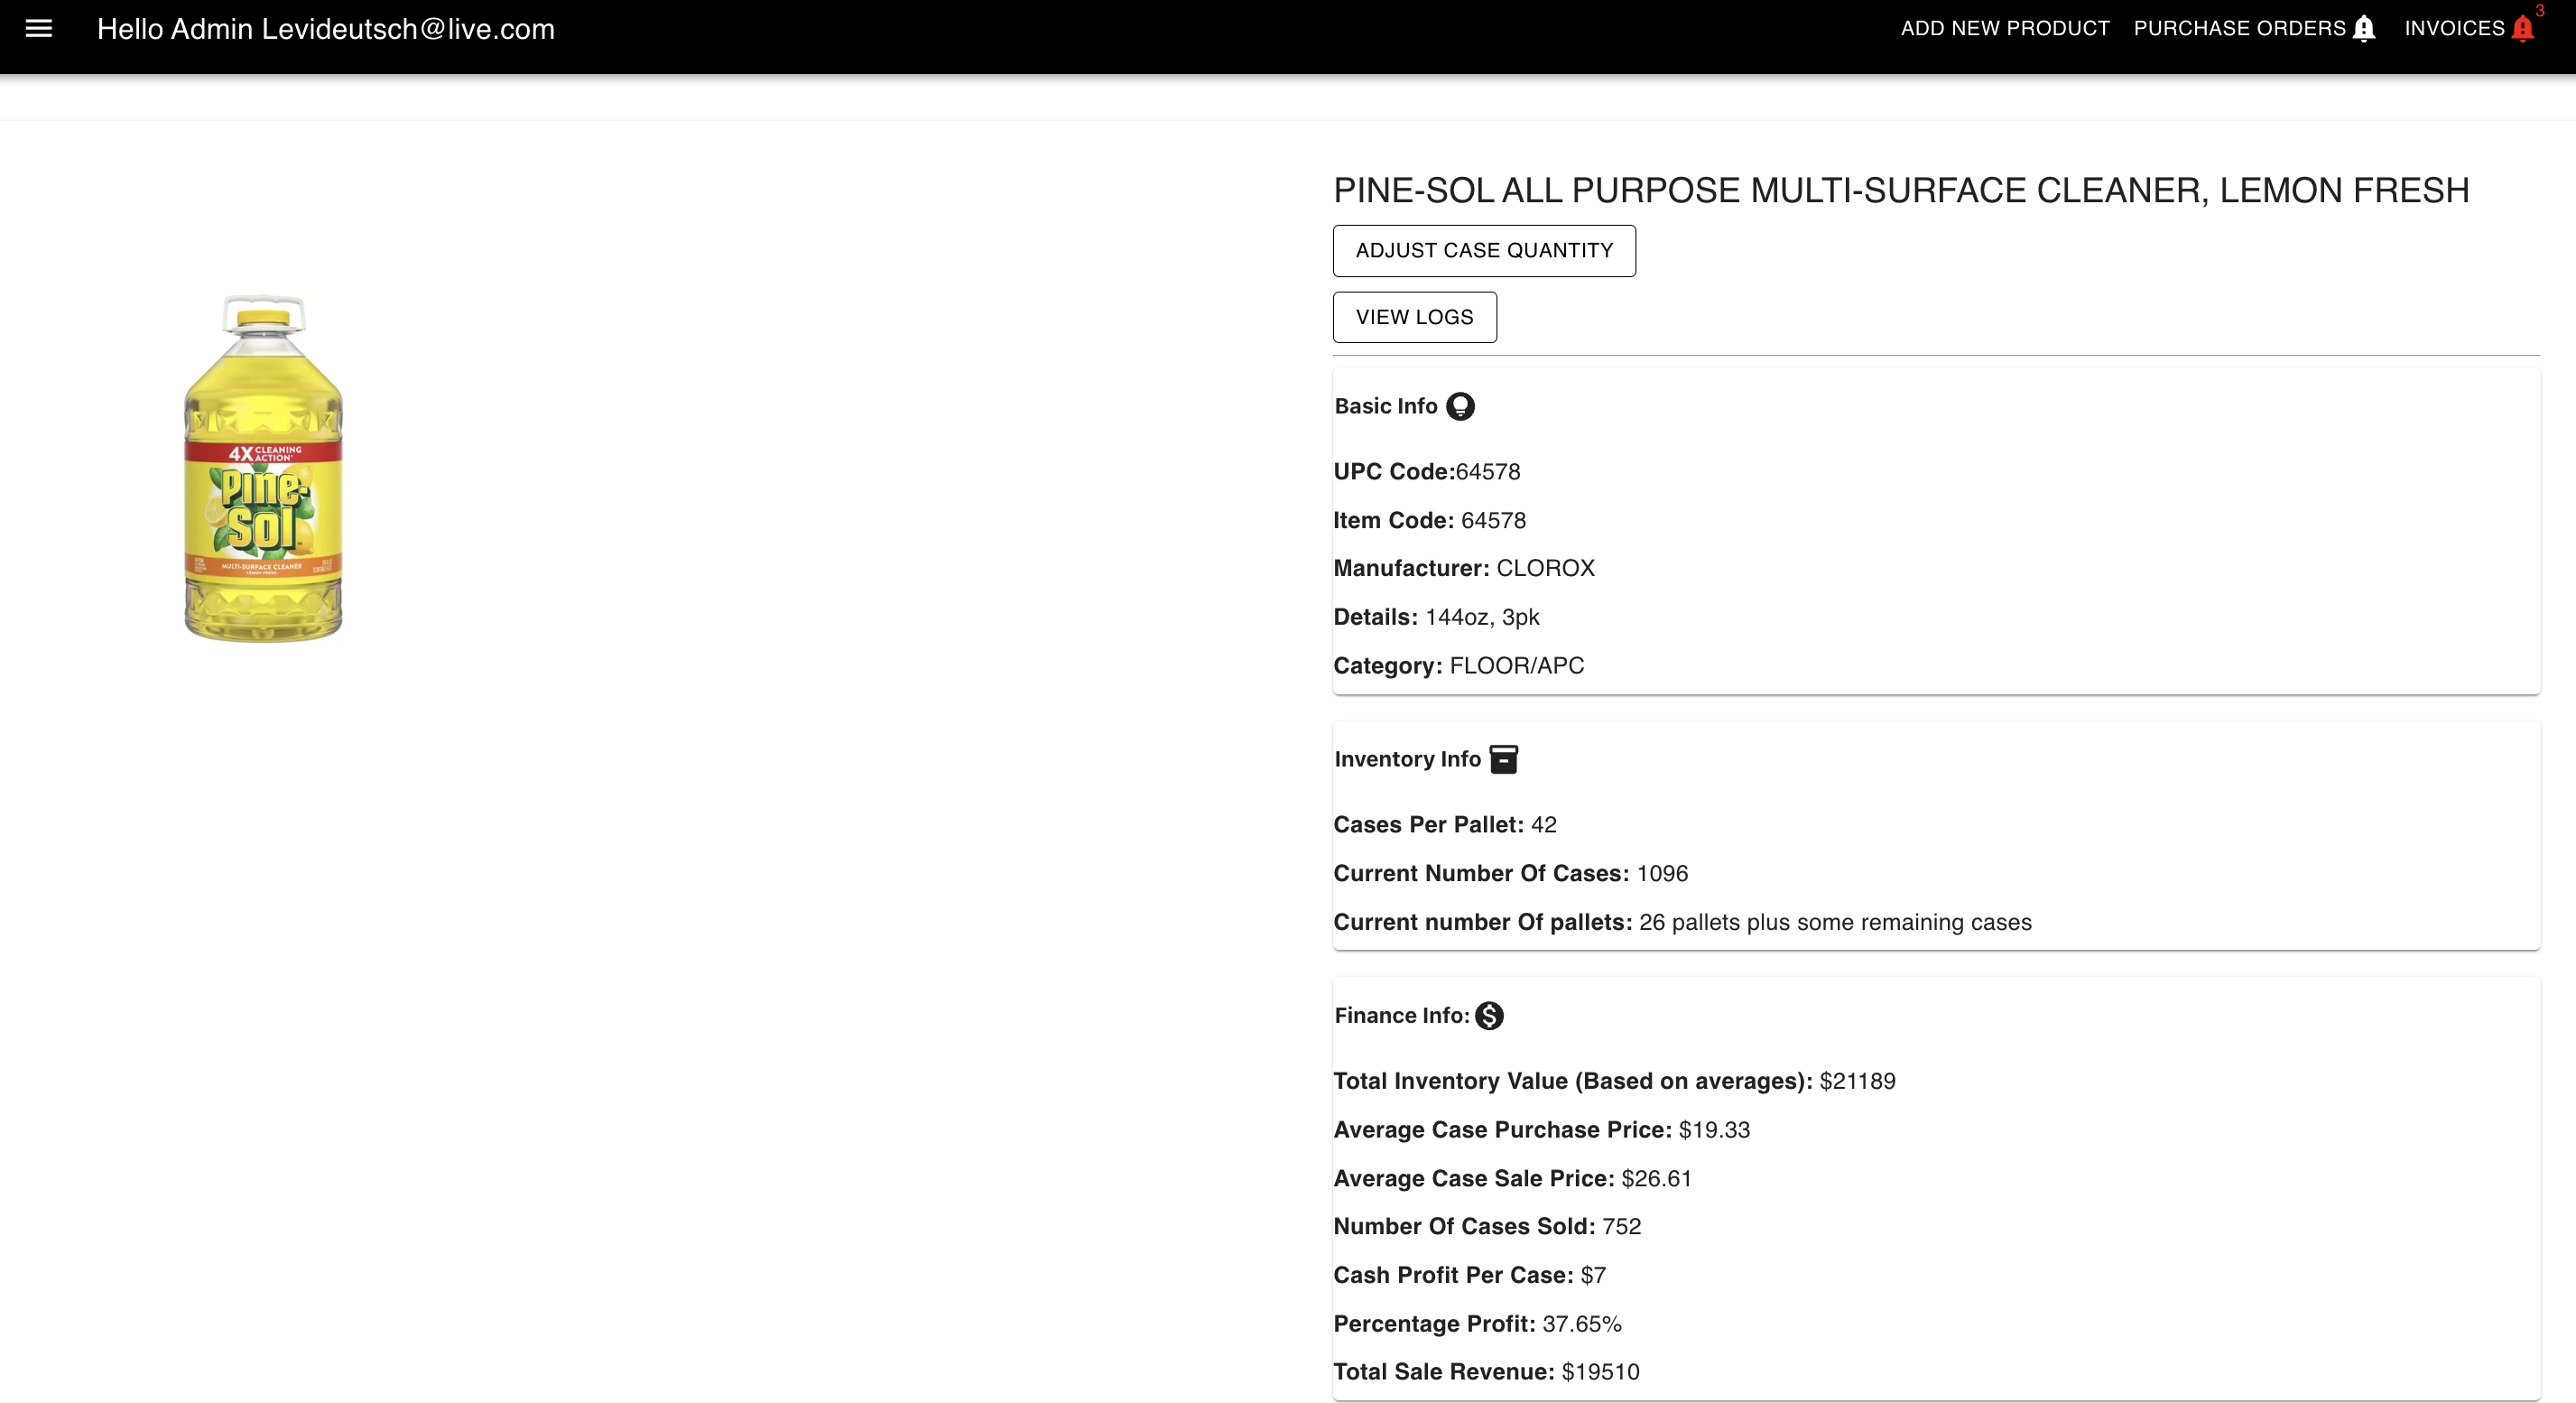 Hello Admin Levideutsch@live.com
ADD NEW PRODUCT PURCHASE ORDERS INVOICES 3
PINE-SOL ALL PURPOSE MULTI-SURFACE CLEANER, LEMON FRESH
ADJUST CASE QUANTITY
VIEW LOGS
4X CLEANING ACTION
Pine-
Sol
MULTI-SURFACE CLEANER
LEMON FRESH
Basic Info
UPC Code:64578
Item Code: 64578
Manufacturer: CLOROX
Details: 144oz, 3pk
Category: FLOOR/APC
Inventory Info
Cases Per Pallet: 42
Current Number Of Cases: 1096
Current number Of pallets: 26 pallets plus some remaining cases
Finance Info:
Total Inventory Value (Based on averages): $21189
Average Case Purchase Price: $19.33
Average Case Sale Price: $26.61
Number Of Cases Sold: 752
Cash Profit Per Case: $7
Percentage Profit: 37.65%
Total Sale Revenue: $19510